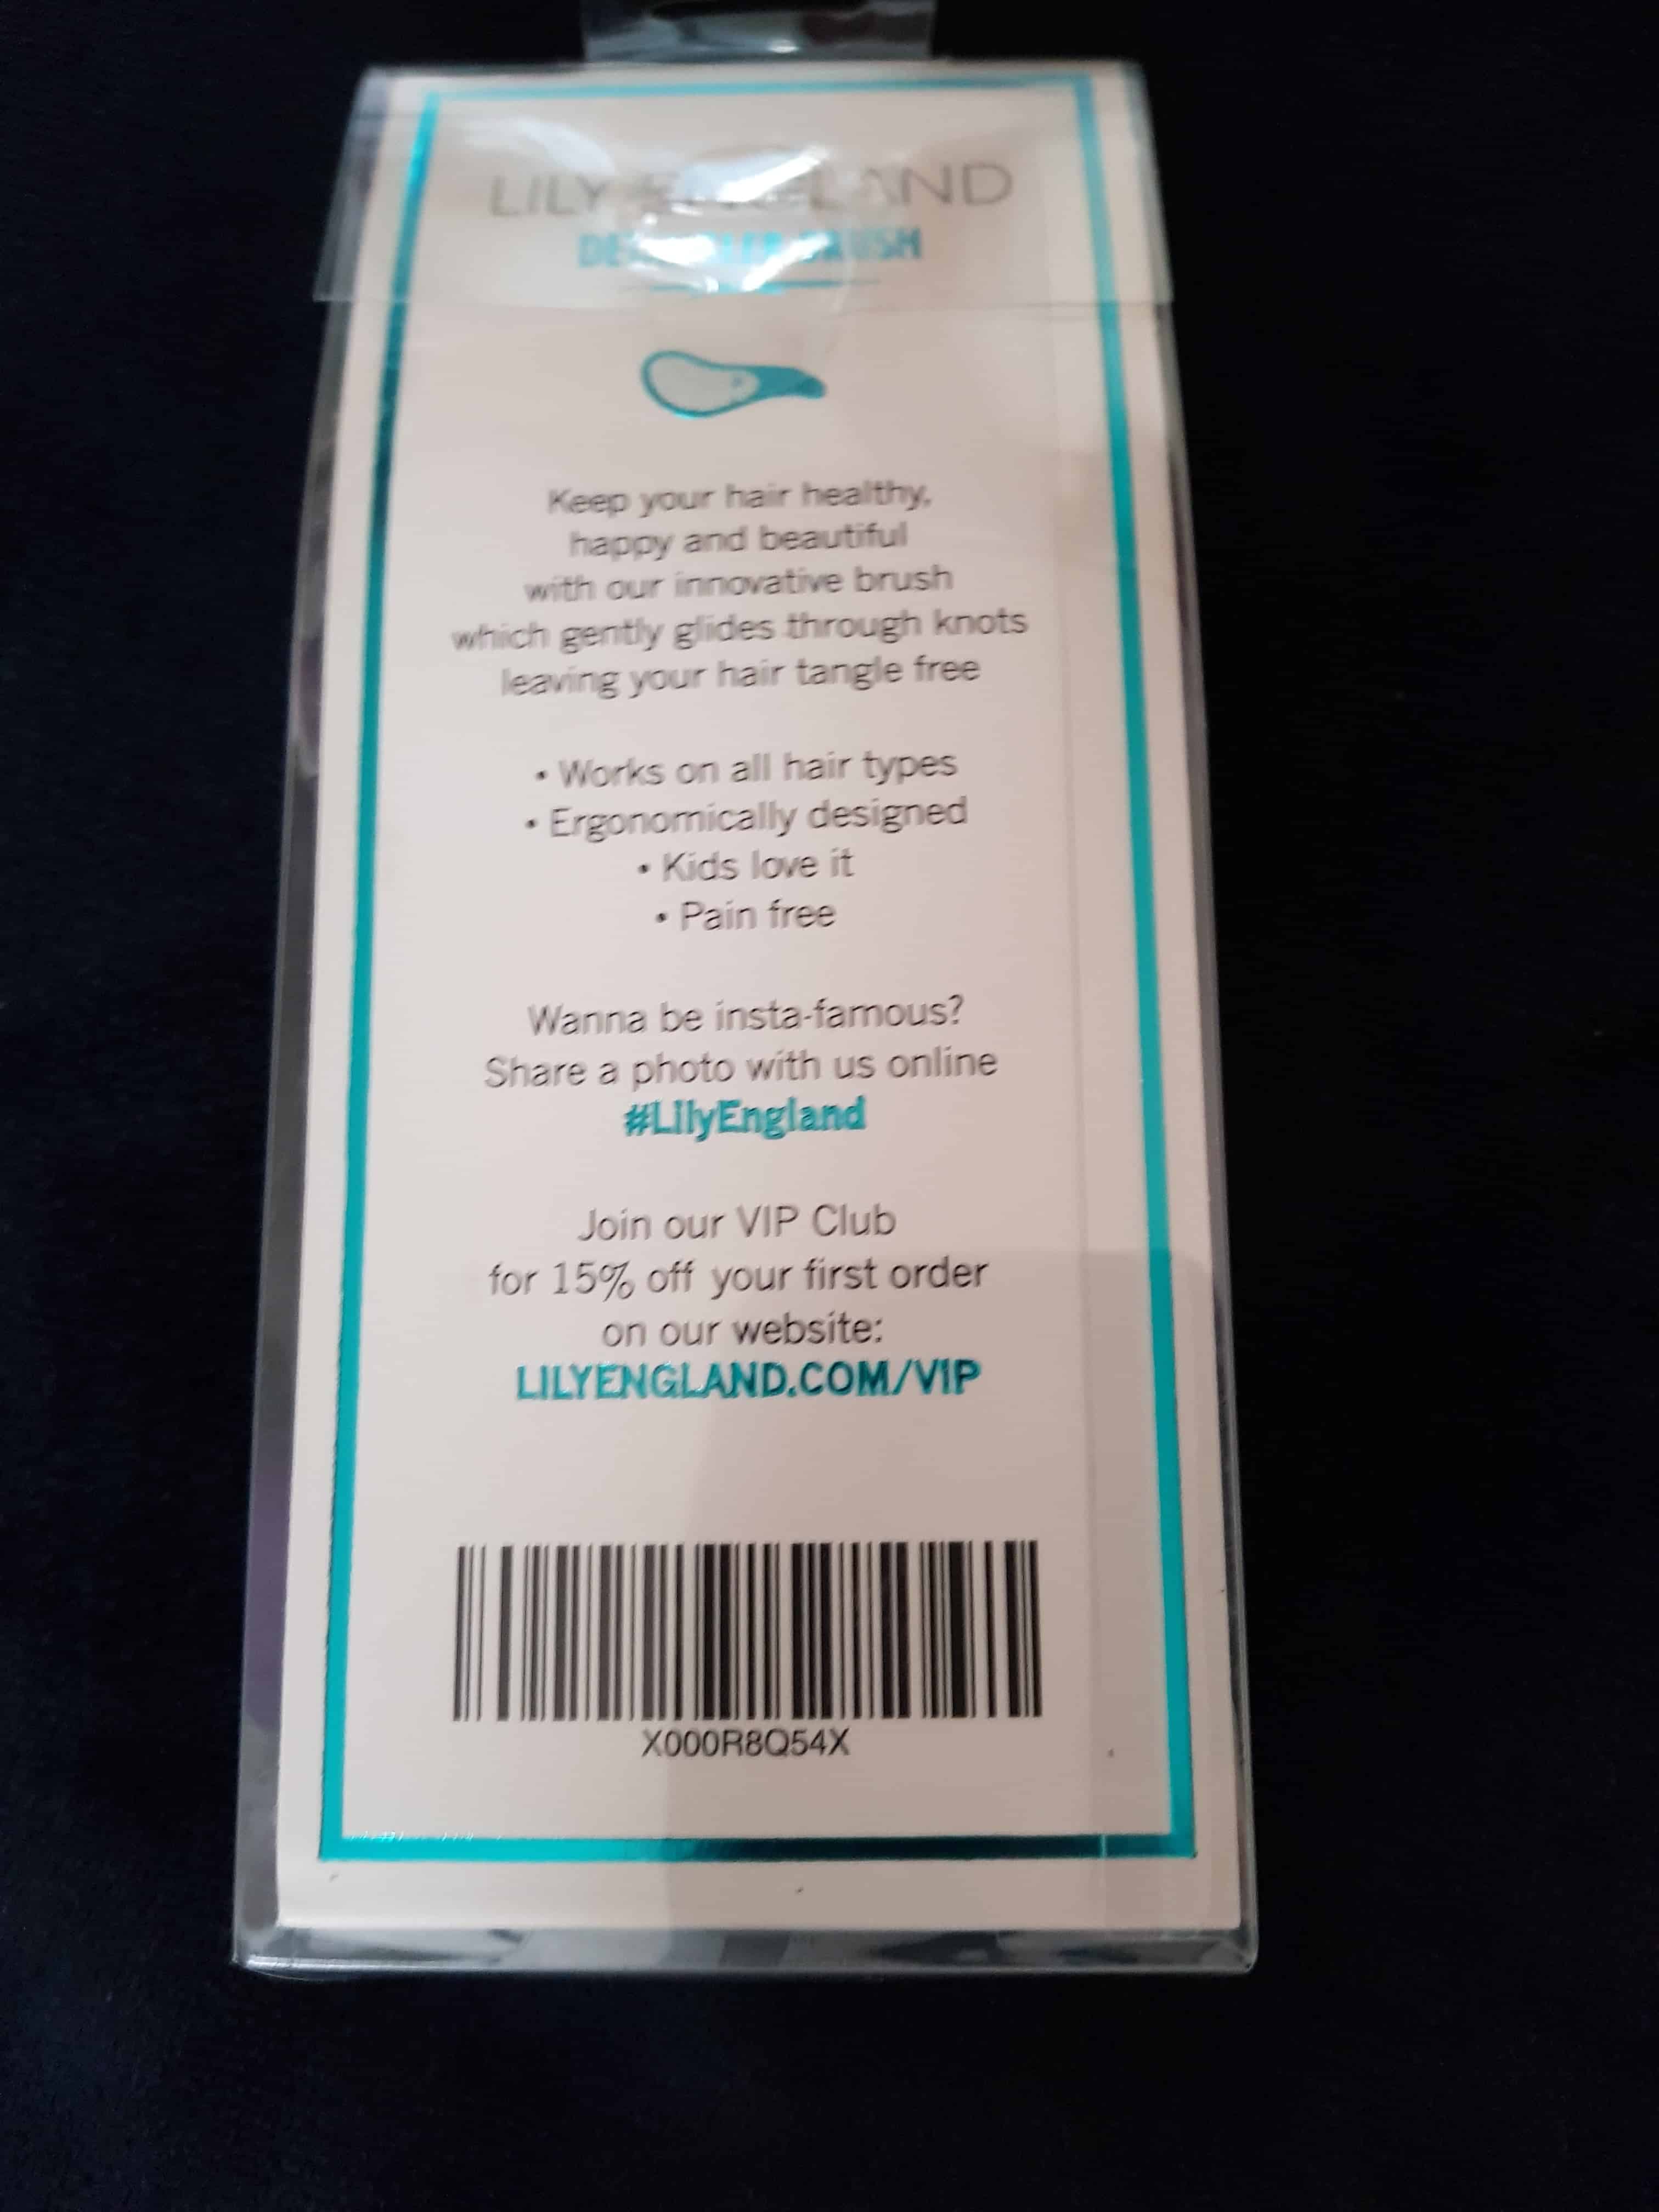 LILY ENGLAND
DETANGLER BRUSH
Keep your hair healthy,
happy and beautiful
with our innovative brush
which gently glides through knots
leaving your hair tangle free
• Works on all hair types
• Ergonomically designed
• Kids love it
• Pain free
Wanna be insta-famous?
Share a photo with us online
#LilyEngland
Join our VIP Club
for 15% off your first order
on our website:
LILYENGLAND.COM/VIP
X000R8Q54X